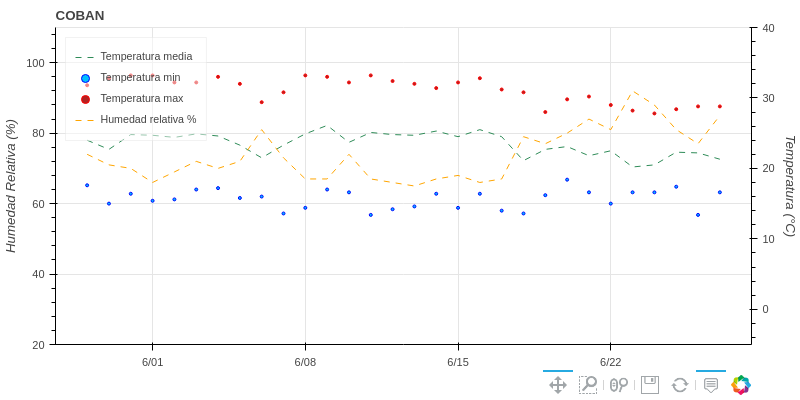 COBAN
Temperatura media
Temperatura min
Temperatura max
Humedad relativa %
Humedad Relativa (%)
100
80
60
40
20
40
30
20
10
0
Temperatura (°C)
6/01
6/08
6/15
6/22